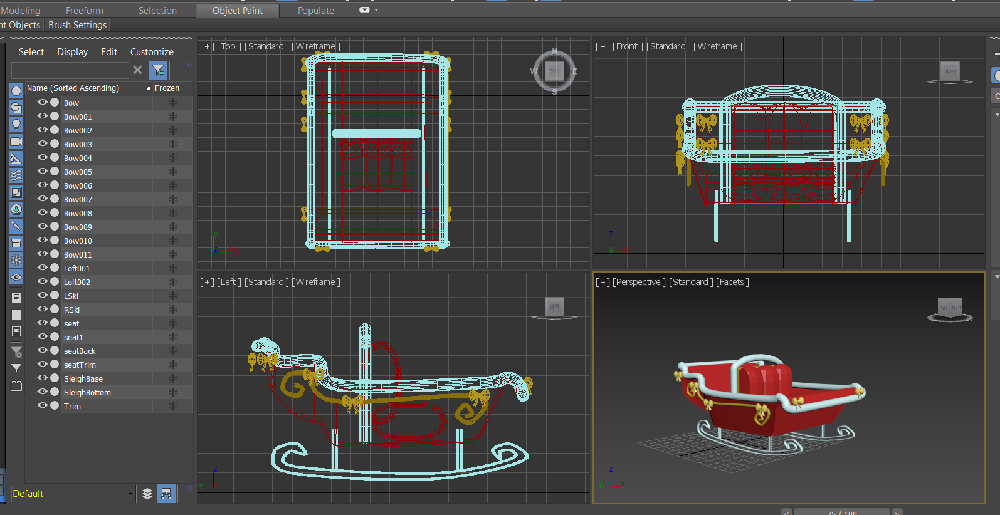 Modeling Freeform Selection Object Paint Populate
nt Objects Brush Settings
Select Display Edit Customize
Name (Sorted Ascending) Frozen
Bow
Bow001
Bow002
Bow003
Bow004
Bow005
Bow006
Bow007
Bow008
Bow009
Bow010
Bow011
Loft001
Loft002
LSki
RSki
seat
seat1
seatBack
seatTrim
SleighBase
SleighBottom
Trim
Default
[+] [Top ] [Standard ] [Wireframe ]
N
W TOP E
S
y
z x
[+] [Front ] [Standard ] [Wireframe ]
FRONT
z
y x
[+] [Left ] [Standard ] [Wireframe ]
LEFT
z
y
[+] [Perspective ] [Standard ] [Facets ]
LEFT FRONT
z
y x
< 75 / 100 >